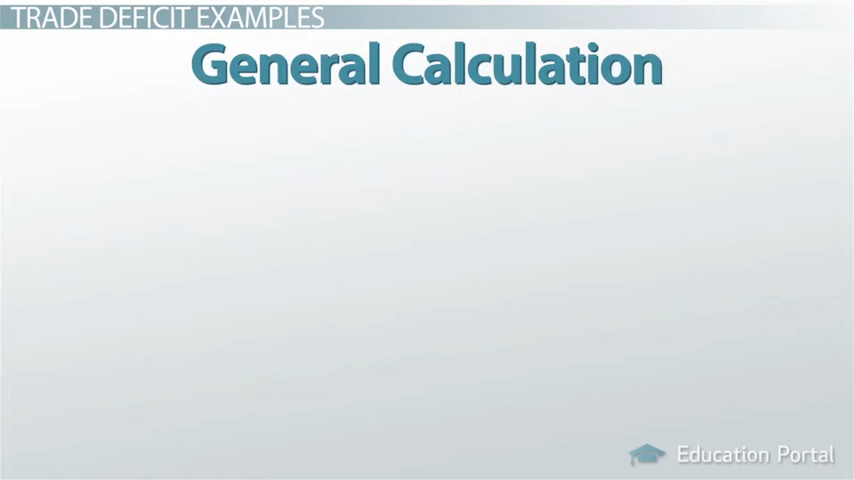 TRADE DEFICIT EXAMPLES
General Calculation
Education Portal